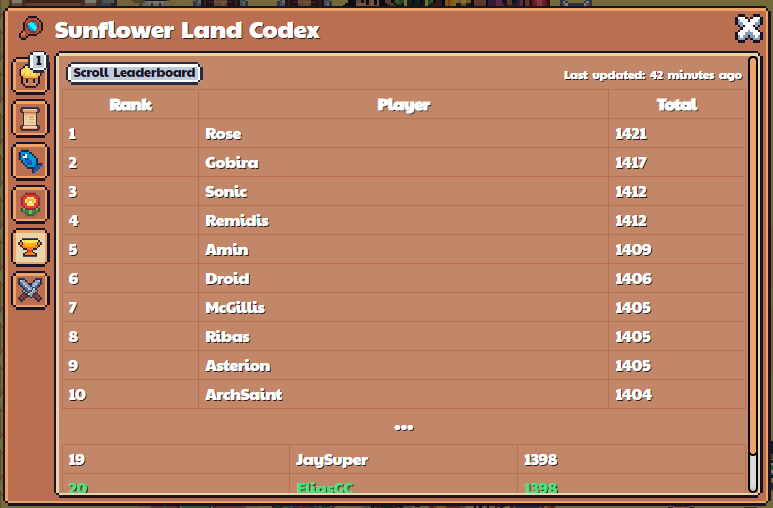 Sunflower Land Codex
1
Scroll Leaderboard Last updated: 42 minutes ago
Rank Player Total
1 Rose 1421
2 Gobira 1417
3 Sonic 1412
4 Remidis 1412
5 Amin 1409
6 Droid 1406
7 McGillis 1405
8 Ribas 1405
9 Asterion 1405
10 ArchSaint 1404
...
19 JaySuper 1398
20 EliasGC 1398